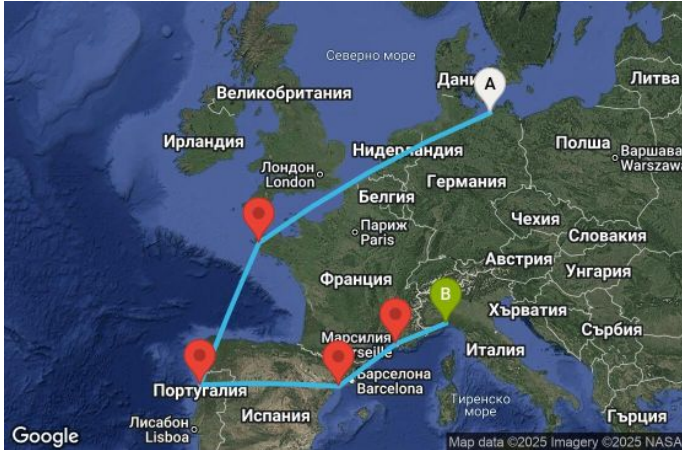 Северно море
Дани
A
Литва
Великобритания
Ирландия
Нидерландия
Полша
Варшава
Warszawa
Лондон
London
Белгия
Германия
Париж
Paris
Чехия
Словакия
Австрия
Унгария
Франция
B
Хърватия
Марсилия
arseille
Италия
Сърбия
Барселона
Barcelona
Португалия
Испания
Тиренско
море
Лисабон
Lisboa
Гърция
Google
Map data ©2025 Imagery ©2025 NASA